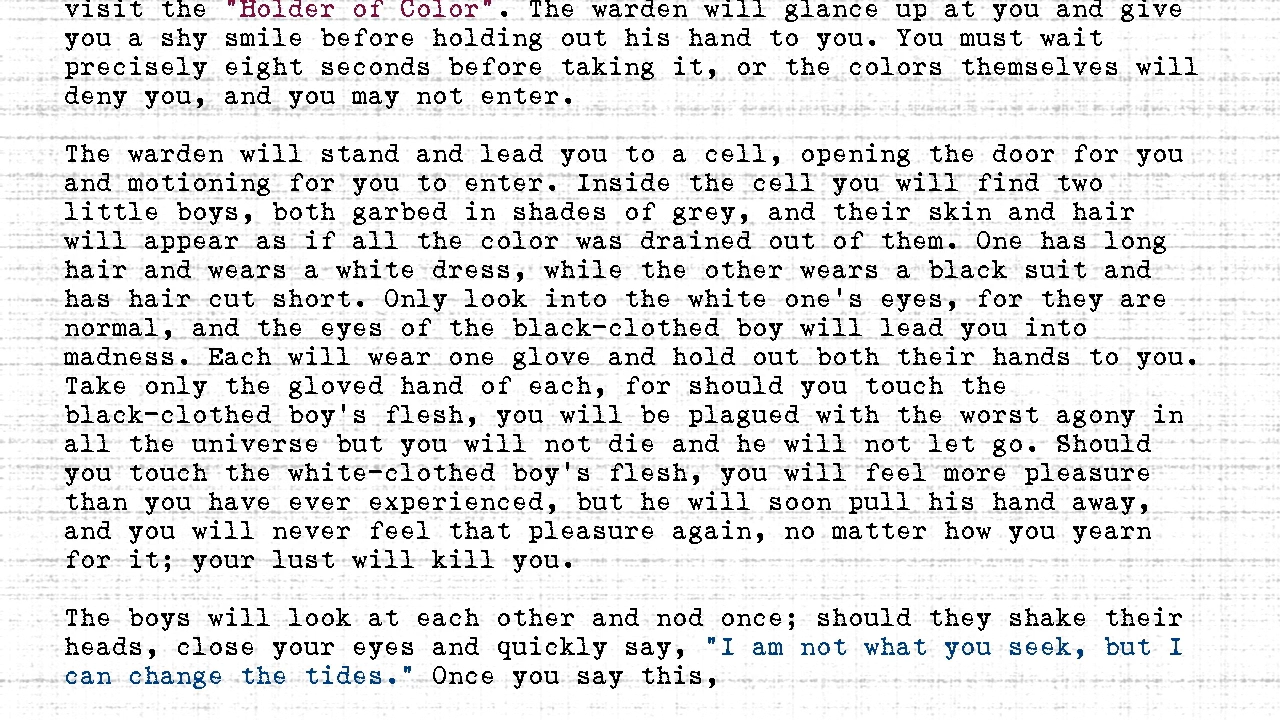 visit the "Holder of Color". The warden will glance up at you and give
you a shy smile before holding out his hand to you. You must wait
precisely eight seconds before taking it, or the colors themselves will
deny you, and you may not enter.
The warden will stand and lead you to a cell, opening the door for you
and motioning for you to enter. Inside the cell you will find two
little boys, both garbed in shades of grey, and their skin and hair
will appear as if all the color was drained out of them. One has long
hair and wears a white dress, while the other wears a black suit and
has hair cut short. Only look into the white one's eyes, for they are
normal, and the eyes of the black-clothed boy will lead you into
madness. Each will wear one glove and hold out both their hands to you.
Take only the gloved hand of each, for should you touch the
black-clothed boy's flesh, you will be plagued with the worst agony in
all the universe but you will not die and he will not let go. Should
you touch the white-clothed boy's flesh, you will feel more pleasure
than you have ever experienced, but he will soon pull his hand away,
and you will never feel that pleasure again, no matter how you yearn
for it; your lust will kill you.
The boys will look at each other and nod once; should they shake their
heads, close your eyes and quickly say, "I am not what you seek, but I
can change the tides." Once you say this,